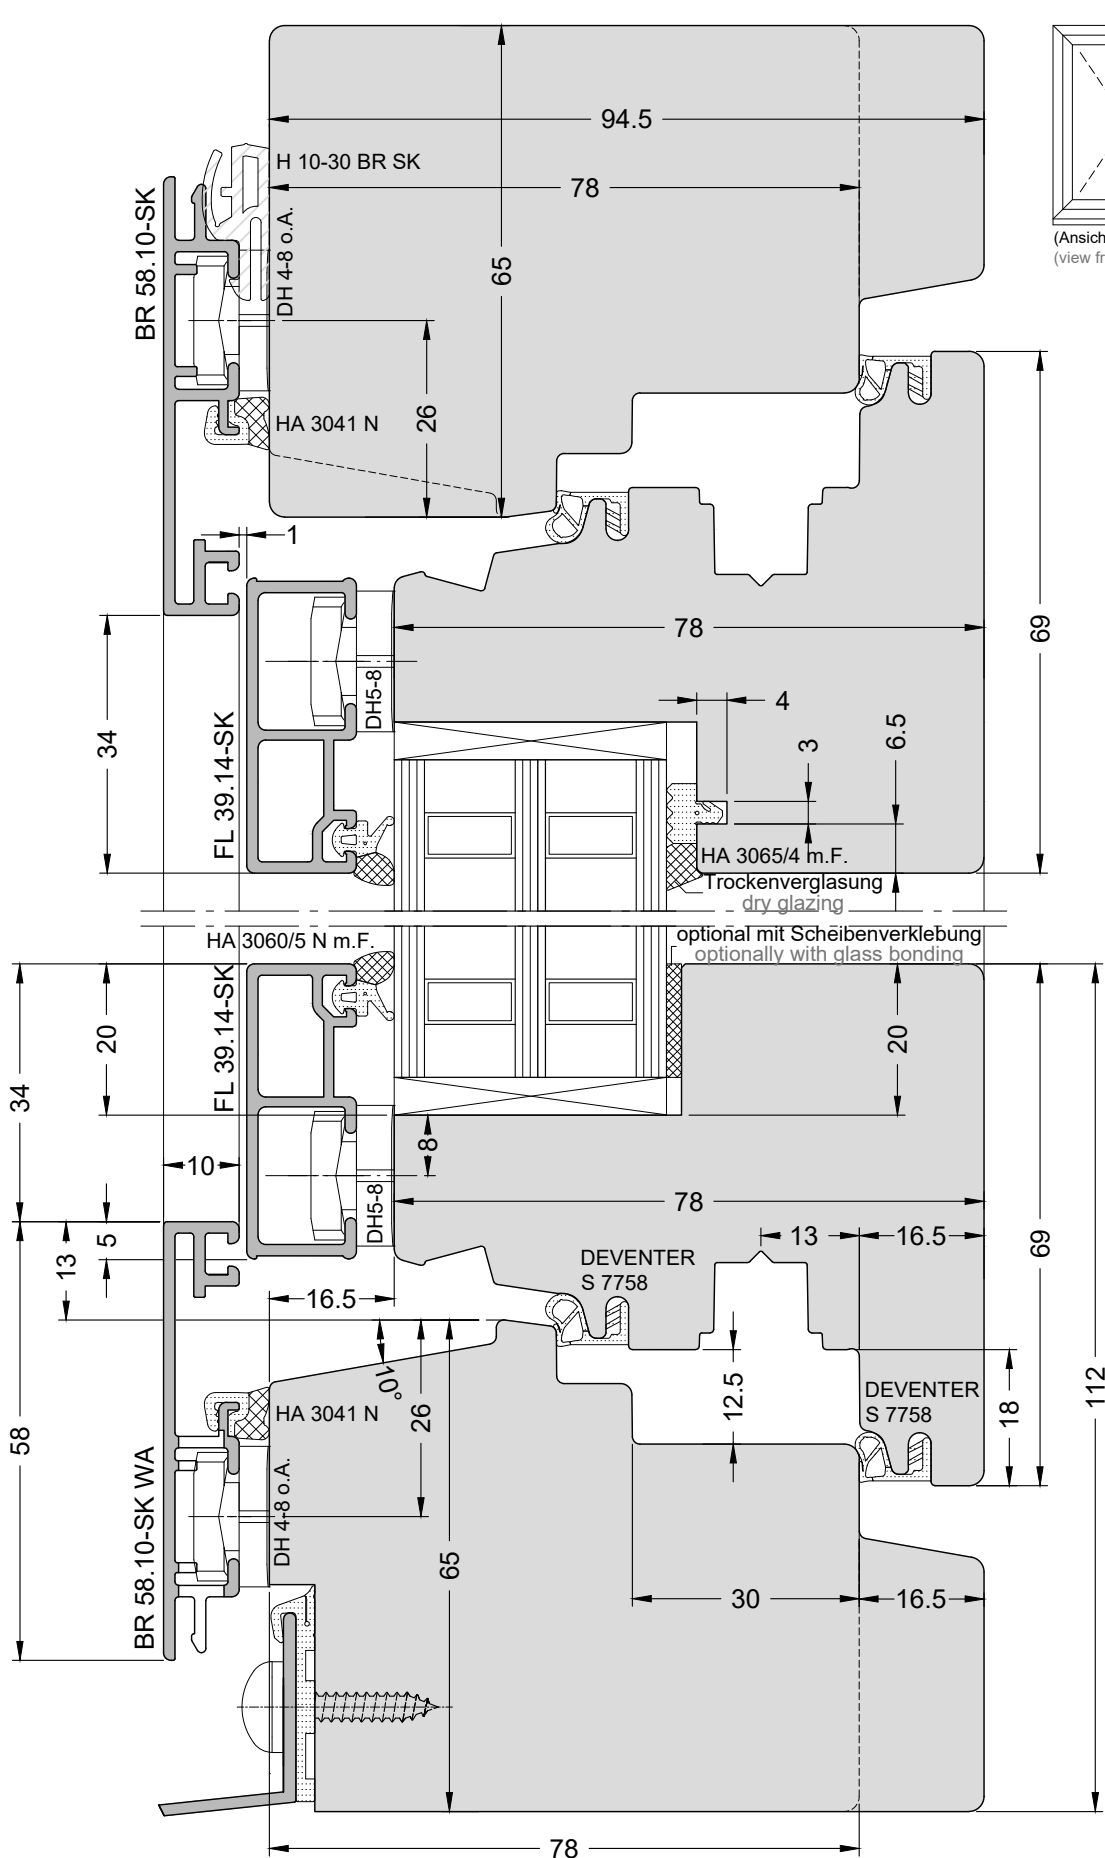 94.5
H 10-30 BR SK
78
(Ansich
(view fr
BR 58.10-SK
DH 4-8 o.A.
65
26
HA 3041 N
1
78
69
DH5-8
4
34
3
6.5
FL 39.14-SK
HA 3065/4 m.F.
Trockenverglasung
dry glazing
HA 3060/5 N m.F.
optional mit Scheibenverklebung
optionally with glass bonding
FL 39.14-SK
20
20
34
8
10
78
DH5-8
5
13
13
16.5
69
DEVENTER
S 7758
16.5
10°
26
12.5
DEVENTER
S 7758
18
112
HA 3041 N
58
BR 58.10-SK WA
DH 4-8 o.A.
65
30
16.5
78